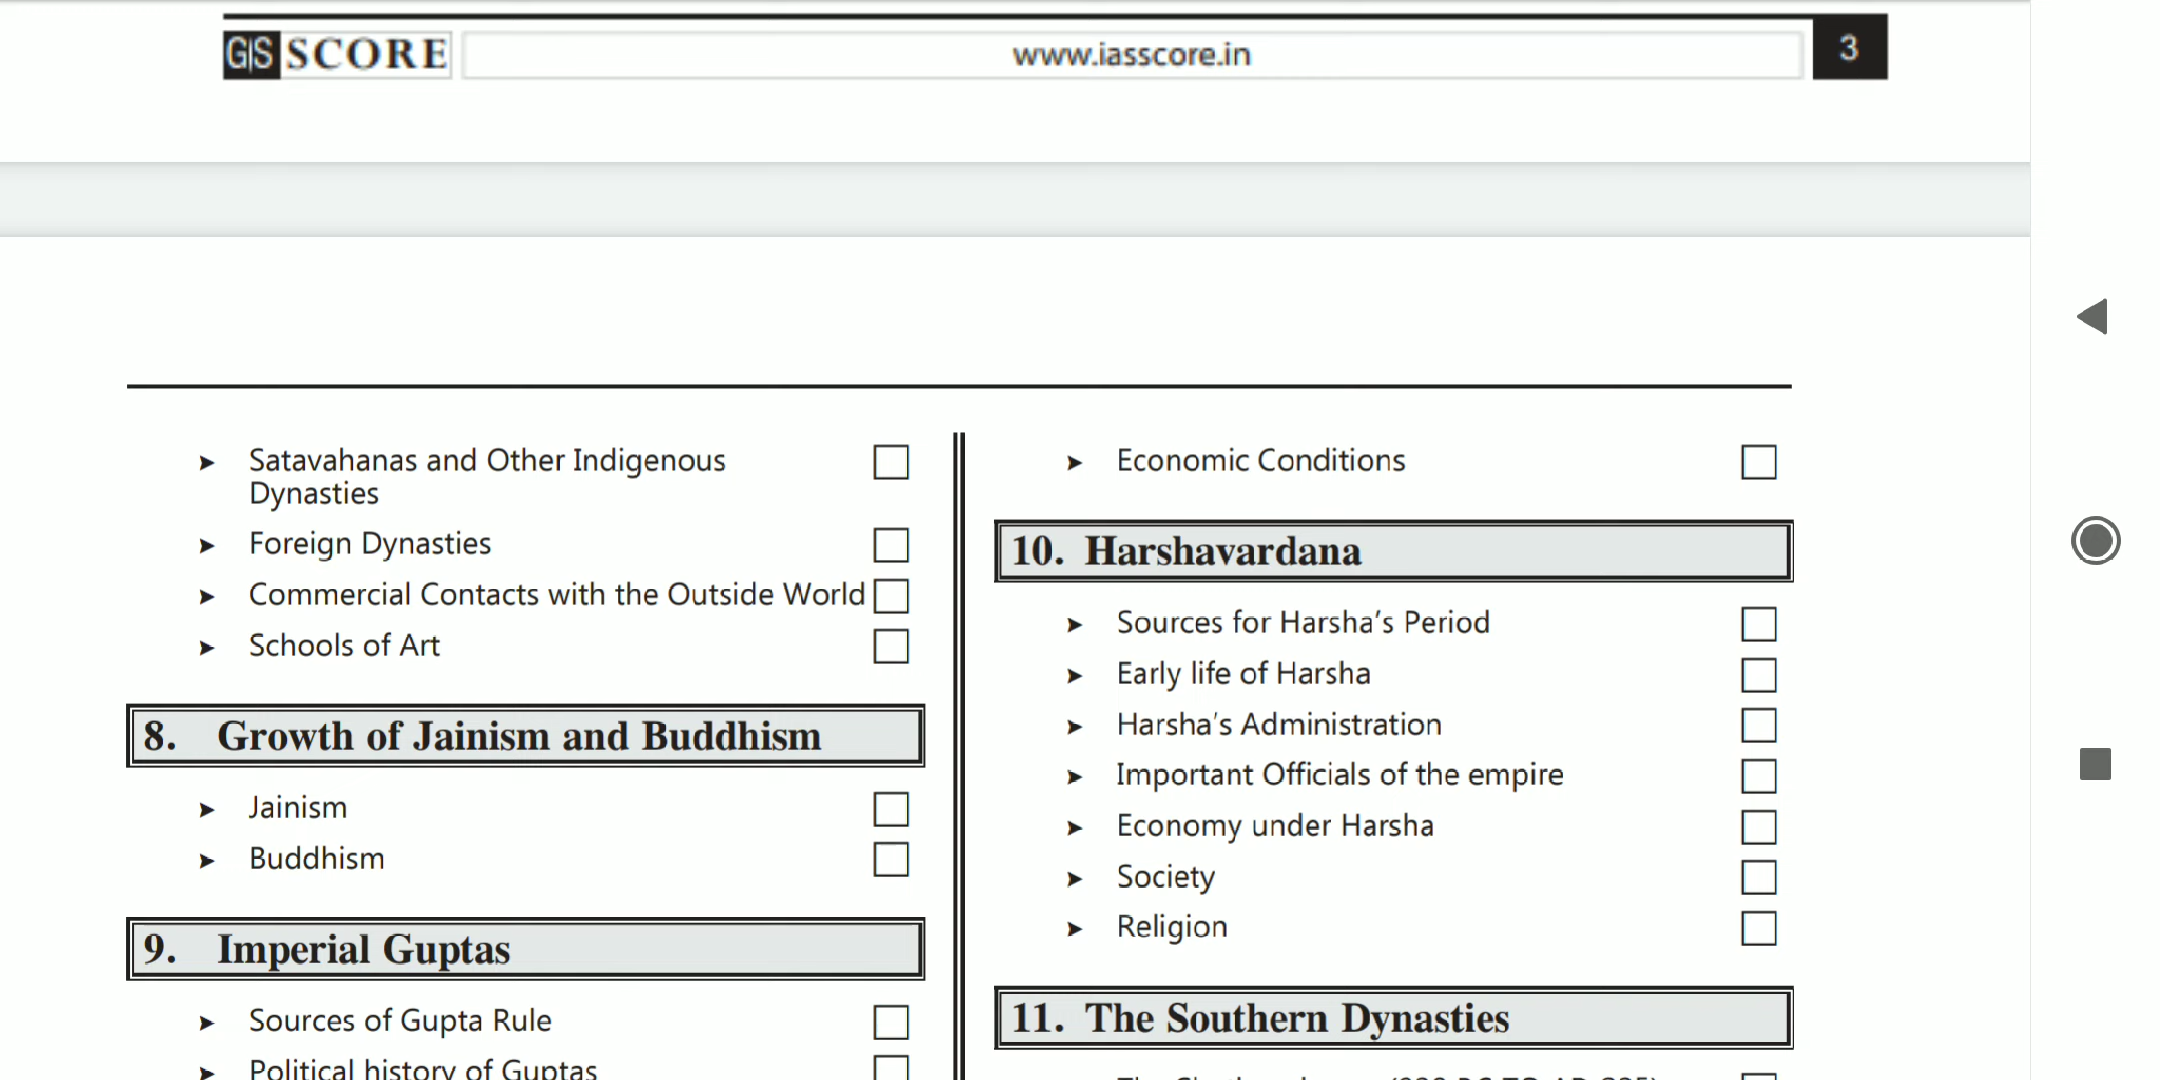 GS SCORE
www.iasscore.in
3
➤ Satavahanas and Other Indigenous
Dynasties
➤ Foreign Dynasties
➤ Commercial Contacts with the Outside World
➤ Schools of Art
8. Growth of Jainism and Buddhism
➤ Jainism
➤ Buddhism
9. Imperial Guptas
➤ Sources of Gupta Rule
➤ Political history of Guptas
➤ Economic Conditions
10. Harshavardana
➤ Sources for Harsha's Period
➤ Early life of Harsha
➤ Harsha's Administration
➤ Important Officials of the empire
➤ Economy under Harsha
➤ Society
➤ Religion
11. The Southern Dynasties